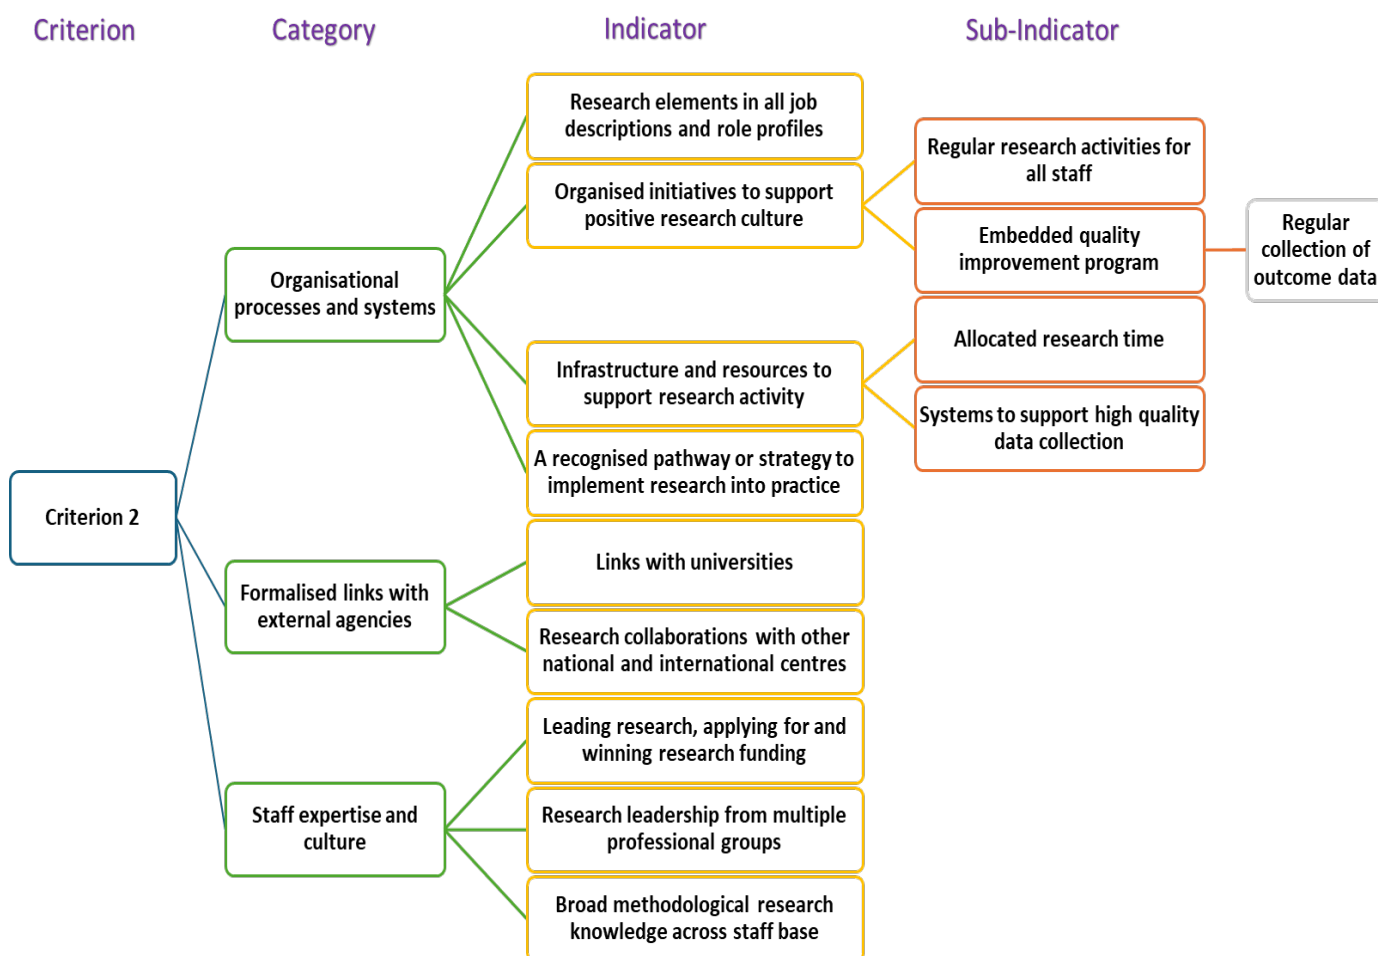 Criterion
Category
Indicator
Sub-Indicator
Research elements in all job
descriptions and role profiles
Organised initiatives to support
positive research culture
Regular research activities for
all staff
Embedded quality
improvement program
Regular
collection of
outcome data
Organisational
processes and systems
Infrastructure and resources to
support research activity
Allocated research time
Systems to support high quality
data collection
A recognised pathway or strategy to
implement research into practice
Criterion 2
Formalised links with
external agencies
Links with universities
Research collaborations with other
national and international centres
Staff expertise and
culture
Leading research, applying for and
winning research funding
Research leadership from multiple
professional groups
Broad methodological research
knowledge across staff base